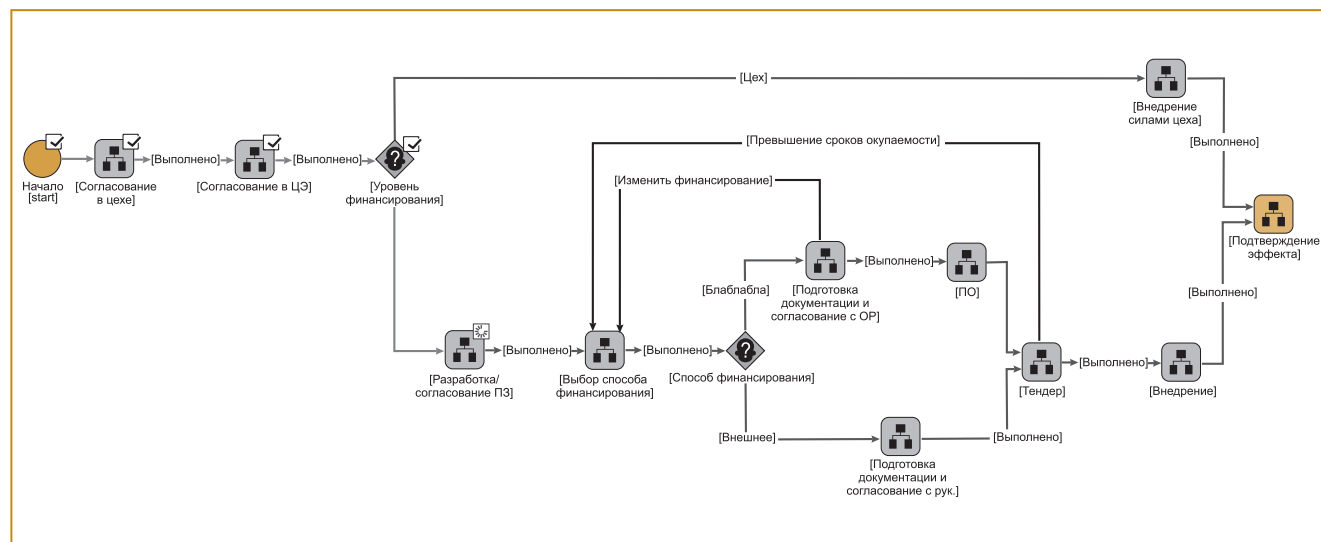 [Цех]
[Внедрение
силами цеха]
[Выполнено]
[Превышение сроков окупаемости]
Начало
[start]
[Согласование
в цехе]
[Выполнено]
[Согласование в ЦЭ]
[Выполнено]
[Уровень
финансирования]
[Изменить финансирование]
[Подтверждение
эффекта]
[Блаблабла]
[Подготовка
документации и
согласование с ОР]
[Выполнено]
[ПО]
[Выполнено]
[Разработка/
согласование ПЗ]
[Выполнено]
[Выбор способа
финансирования]
[Выполнено]
[Способ финансирования]
[Тендер]
[Выполнено]
[Внедрение]
[Внешнее]
[Подготовка
документации и
согласование с рук.]
[Выполнено]